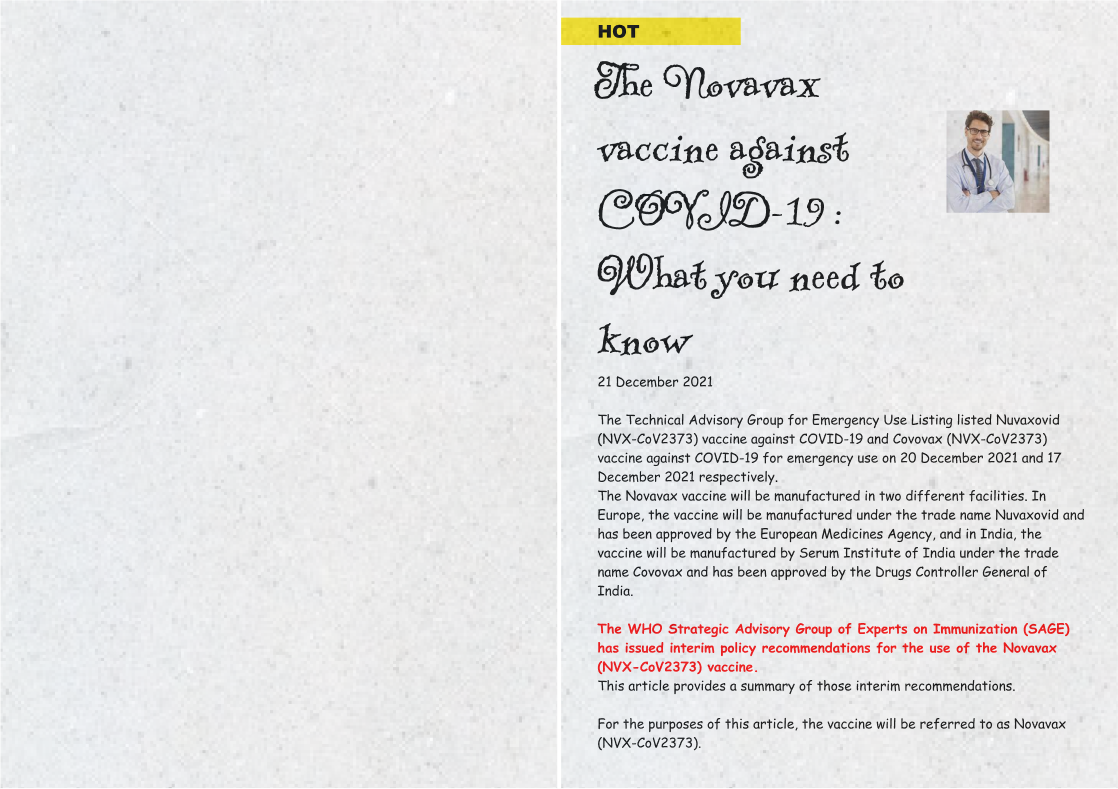 HOT
The Novavax
vaccine against
COVID-19 :
What you need to
know
21 December 2021
The Technical Advisory Group for Emergency Use Listing listed Nuvaxovid
(NVX-CoV2373) vaccine against COVID-19 and Covovax (NVX-CoV2373)
vaccine against COVID-19 for emergency use on 20 December 2021 and 17
December 2021 respectively.
The Novavax vaccine will be manufactured in two different facilities. In
Europe, the vaccine will be manufactured under the trade name Nuvaxovid and
has been approved by the European Medicines Agency, and in India, the
vaccine will be manufactured by Serum Institute of India under the trade
name Covovax and has been approved by the Drugs Controller General of
India.
The WHO Strategic Advisory Group of Experts on Immunization (SAGE)
has issued interim policy recommendations for the use of the Novavax
(NVX-CoV2373) vaccine.
This article provides a summary of those interim recommendations.
For the purposes of this article, the vaccine will be referred to as Novavax
(NVX-CoV2373).